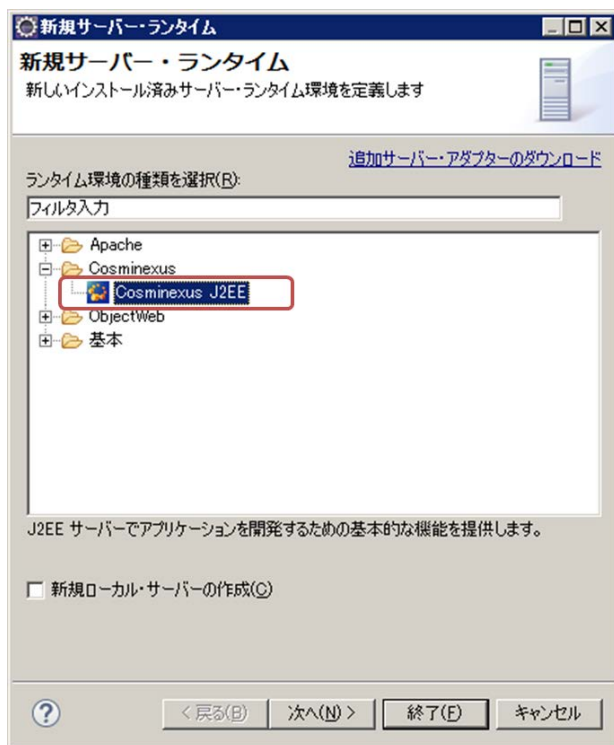 新規サーバー・ランタイム
新規サーバー・ランタイム
新しいインストール済みサーバー・ランタイム環境を定義します
追加サーバー・アダプターのダウンロード
ランタイム環境の種類を選択(R):
フィルタ入力
Apache
Cosminexus
Cosminexus J2EE
ObjectWeb
基本
J2EE サーバーでアプリケーションを開発するための基本的な機能を提供します。
新規ローカル・サーバーの作成(C)
? < 戻る(B) 次へ(N) > 終了(F) キャンセル